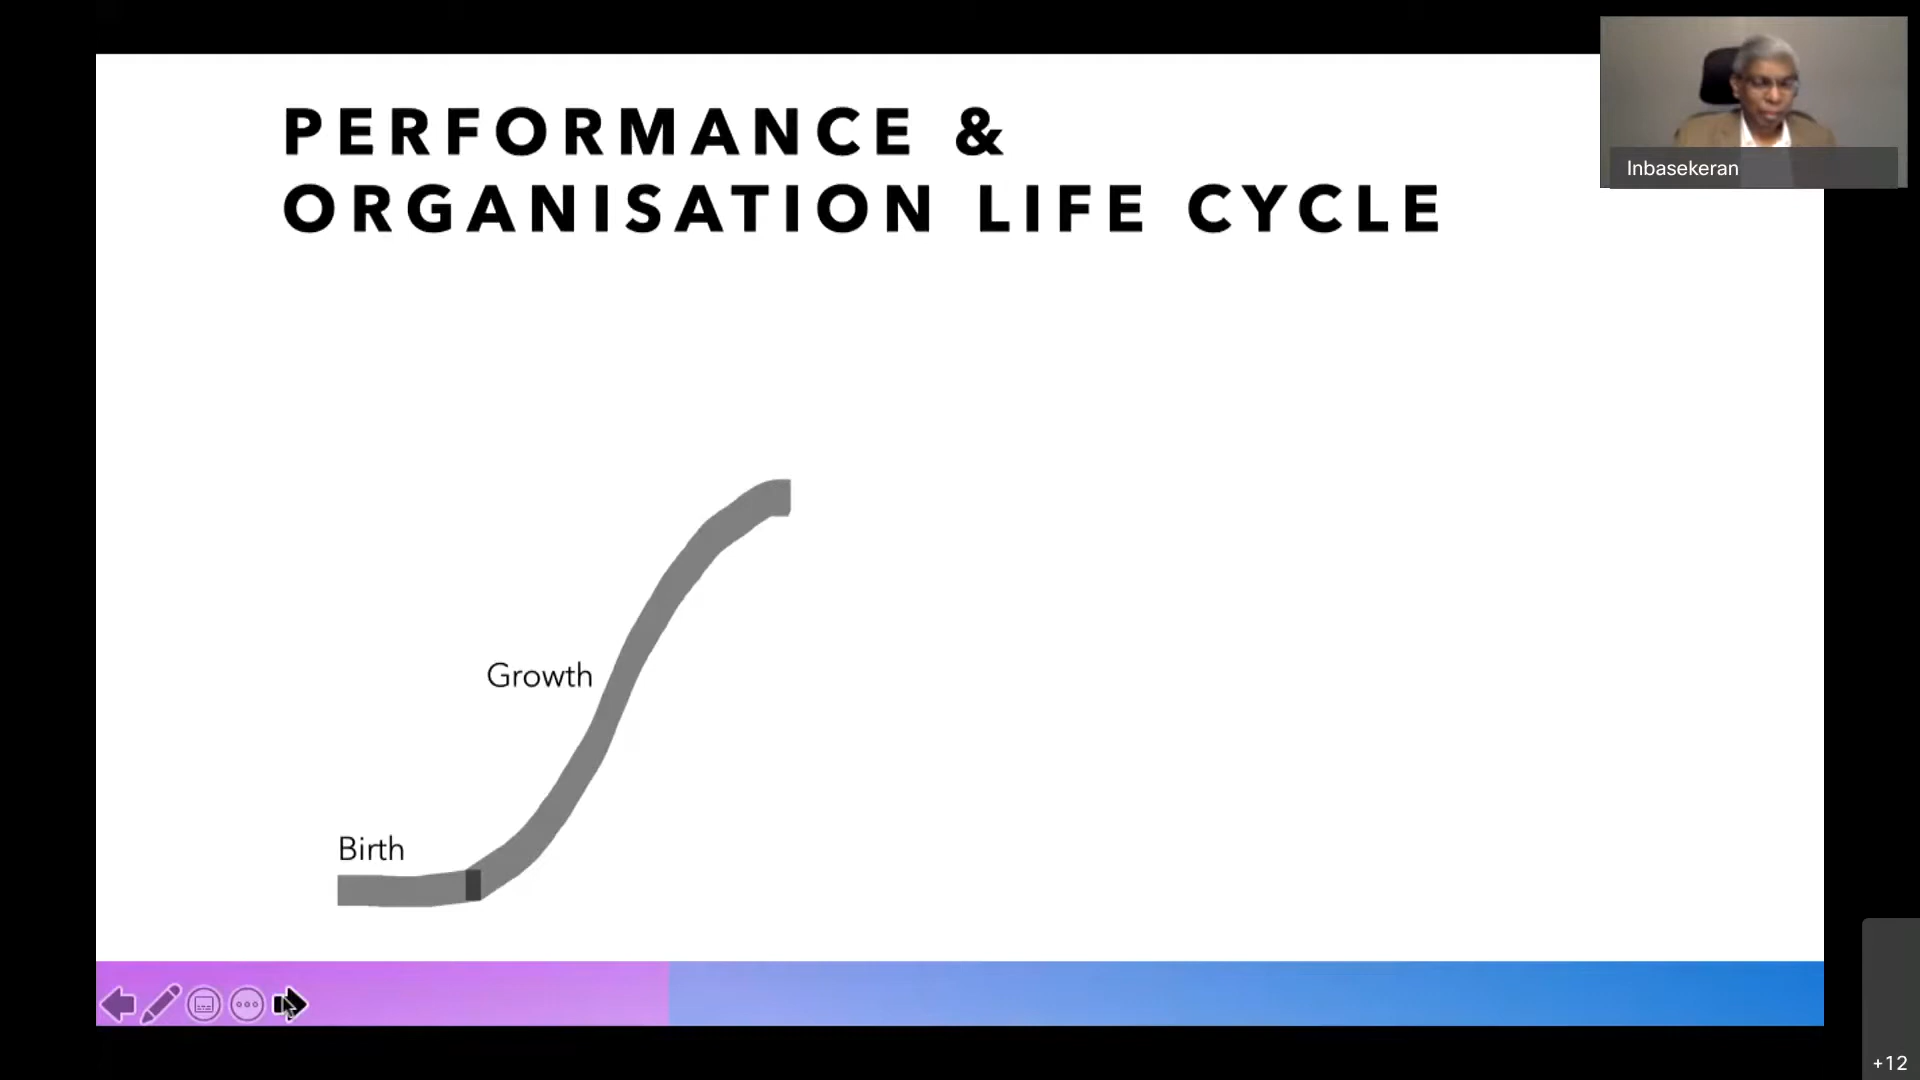 PERFORMANCE &
ORGANISATION LIFE CYCLE
Inbasekeran
Growth
Birth
+12